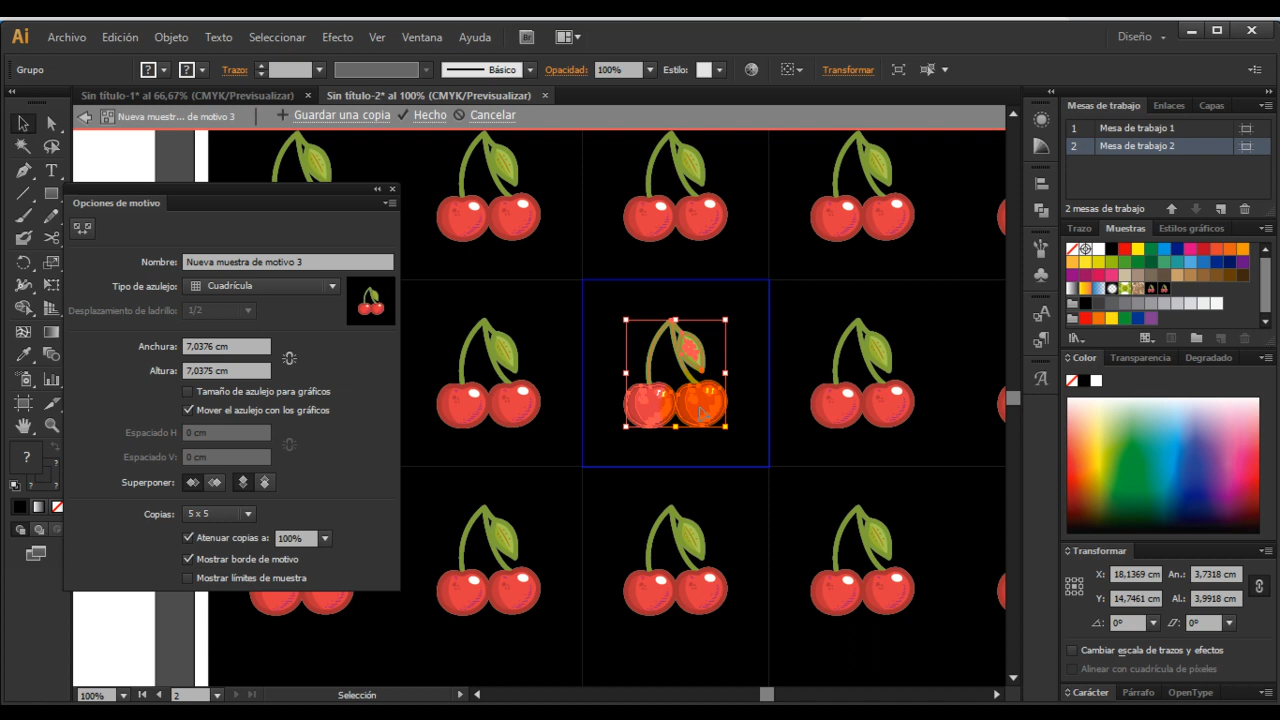 Ai Archivo Edición Objeto Texto Seleccionar Efecto Ver Ventana Ayuda Br Diseño
Grupo ? ? Trazo: Básico Opacidad: 100% Estilo: Transformar
Sin título-1* al 66,67% (CMYK/Previsualizar) × Sin título-2* al 100% (CMYK/Previsualizar) ×
Nueva muestr... de motivo 3 Guardar una copia Hecho Cancelar
Opciones de motivo
Nombre: Nueva muestra de motivo 3
Tipo de azulejo: Cuadrícula
Desplazamiento de ladrillo: 1/2
Anchura: 7,0376 cm
Altura: 7,0375 cm
Tamaño de azulejo para gráficos
Mover el azulejo con los gráficos
Espaciado H 0 cm
Espaciado V: 0 cm
Superponer:
Copias: 5 x 5
Atenuar copias a: 100%
Mostrar borde de motivo
Mostrar límites de muestra
100% 2 Selección
Mesas de trabajo Enlaces Capas
1 Mesa de trabajo 1
2 Mesa de trabajo 2
2 mesas de trabajo
Trazo Muestras Estilos gráficos
Color Transparencia Degradado
Transformar
X: 18,1369 cm An.: 3,7318 cm
Y: 14,7461 cm Al.: 3,9918 cm
0° 0°
Cambiar escala de trazos y efectos
Alinear con cuadrícula de píxeles
Carácter Párrafo OpenType